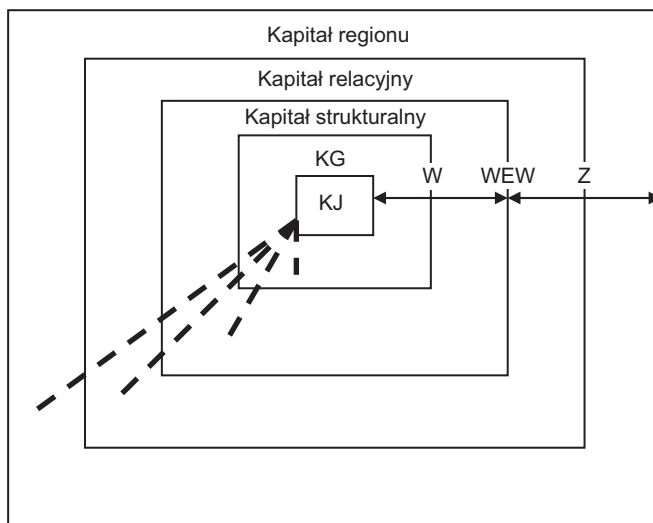 Kapitał regionu
Kapitał relacyjny
Kapitał strukturalny
KG
W WEW Z
KJ